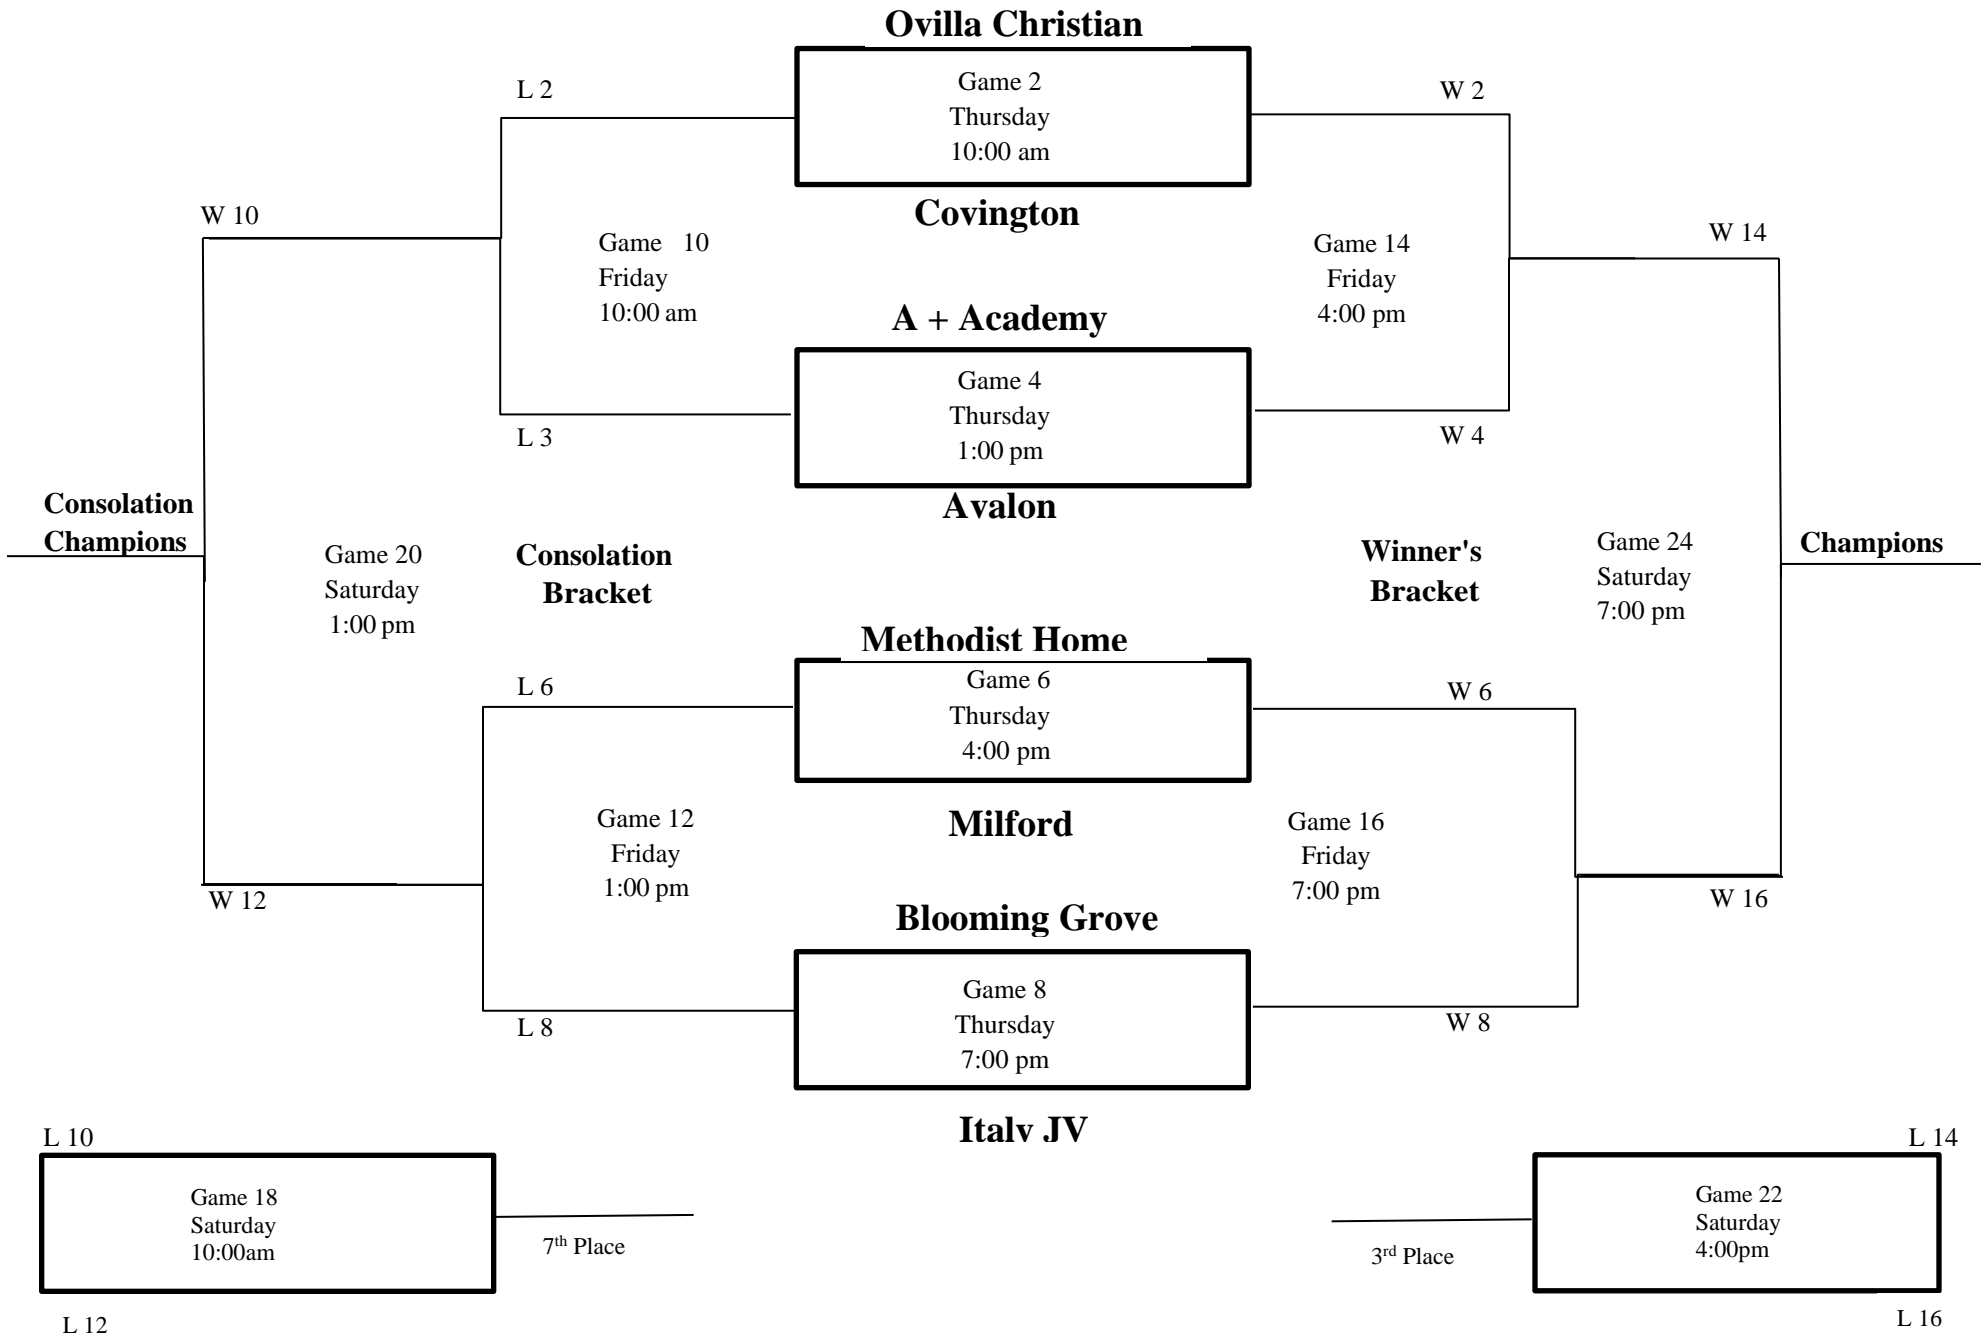 Ovilla Christian
L 2
Game 2
Thursday
10:00 am
W 2
Covington
W 10
Game 10
Friday
10:00 am
Game 14
Friday
4:00 pm
W 14
A + Academy
Game 4
Thursday
1:00 pm
L 3
W 4
Avalon
Consolation
Champions
Game 20
Saturday
1:00 pm
Consolation
Bracket
Winner's
Bracket
Game 24
Saturday
7:00 pm
Champions
Methodist Home
L 6
Game 6
Thursday
4:00 pm
W 6
Milford
Game 12
Friday
1:00 pm
Game 16
Friday
7:00 pm
W 12
W 16
Blooming Grove
Game 8
Thursday
7:00 pm
L 8
W 8
Italy JV
L 10
Game 18
Saturday
10:00am
7th Place
L 12
L 14
Game 22
Saturday
4:00pm
3rd Place
L 16